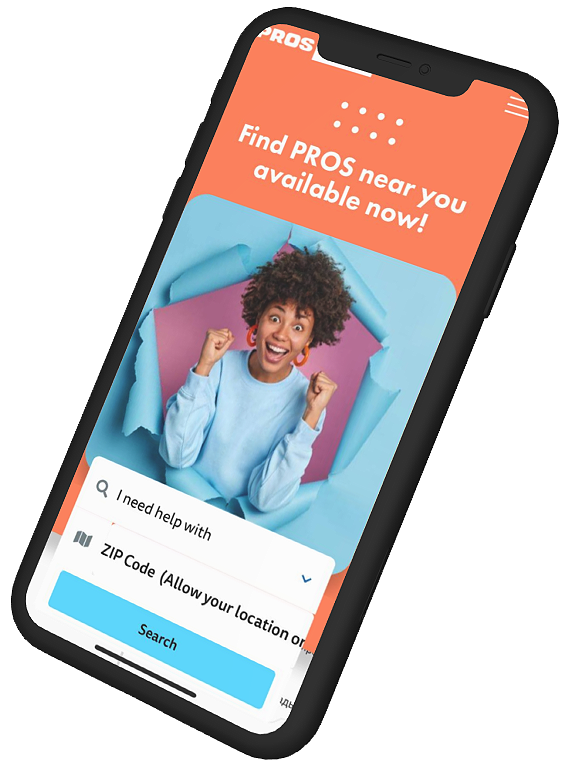 PROS
Find PROS near you
available now!
I need help with
ZIP Code (Allow your location or
Search